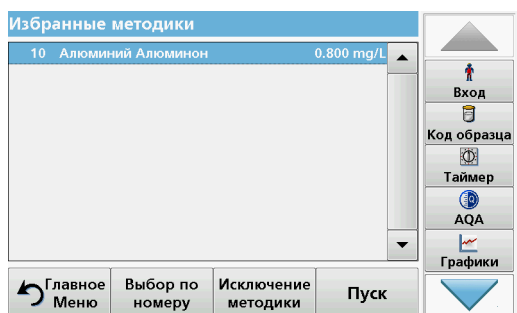 Избранные методики
10 Алюминий Алюминон 0.800 mg/L
Вход
Код образца
Таймер
AQA
Графики
Главное
Меню
Выбор по
номеру
Исключение
методики
Пуск